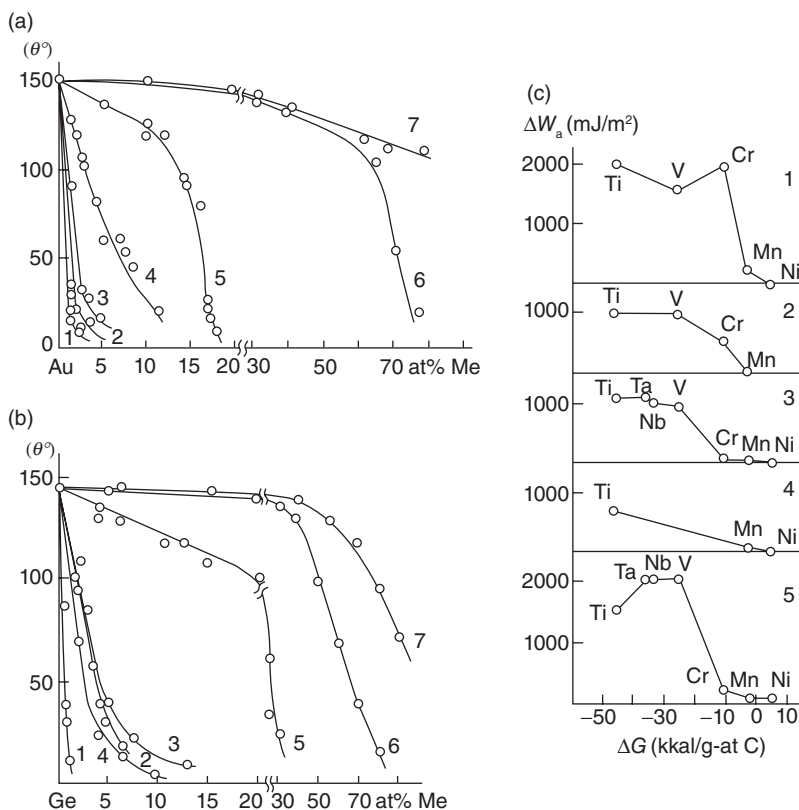 (a)
(θ°)
150
100
50
0
1
2
3
4
5
6
7
Au 5 10 15 20 30 50 70 at% Me
(b)
(θ°)
150
100
50
0
1
4
2
3
5
6
7
Ge 5 10 15 20 30 50 70 at% Me
(c)
ΔWa (mJ/m²)
2000
1000
Ti V Cr Mn Ni
1
1000
Ti V Cr Mn
2
1000
Ti Ta Nb V Cr Mn Ni
3
1000
Ti Mn Ni
4
2000
1000
Ti Ta Nb V Cr Mn Ni
5
−50 −30 −10 0 10
ΔG (kkal/g-at C)